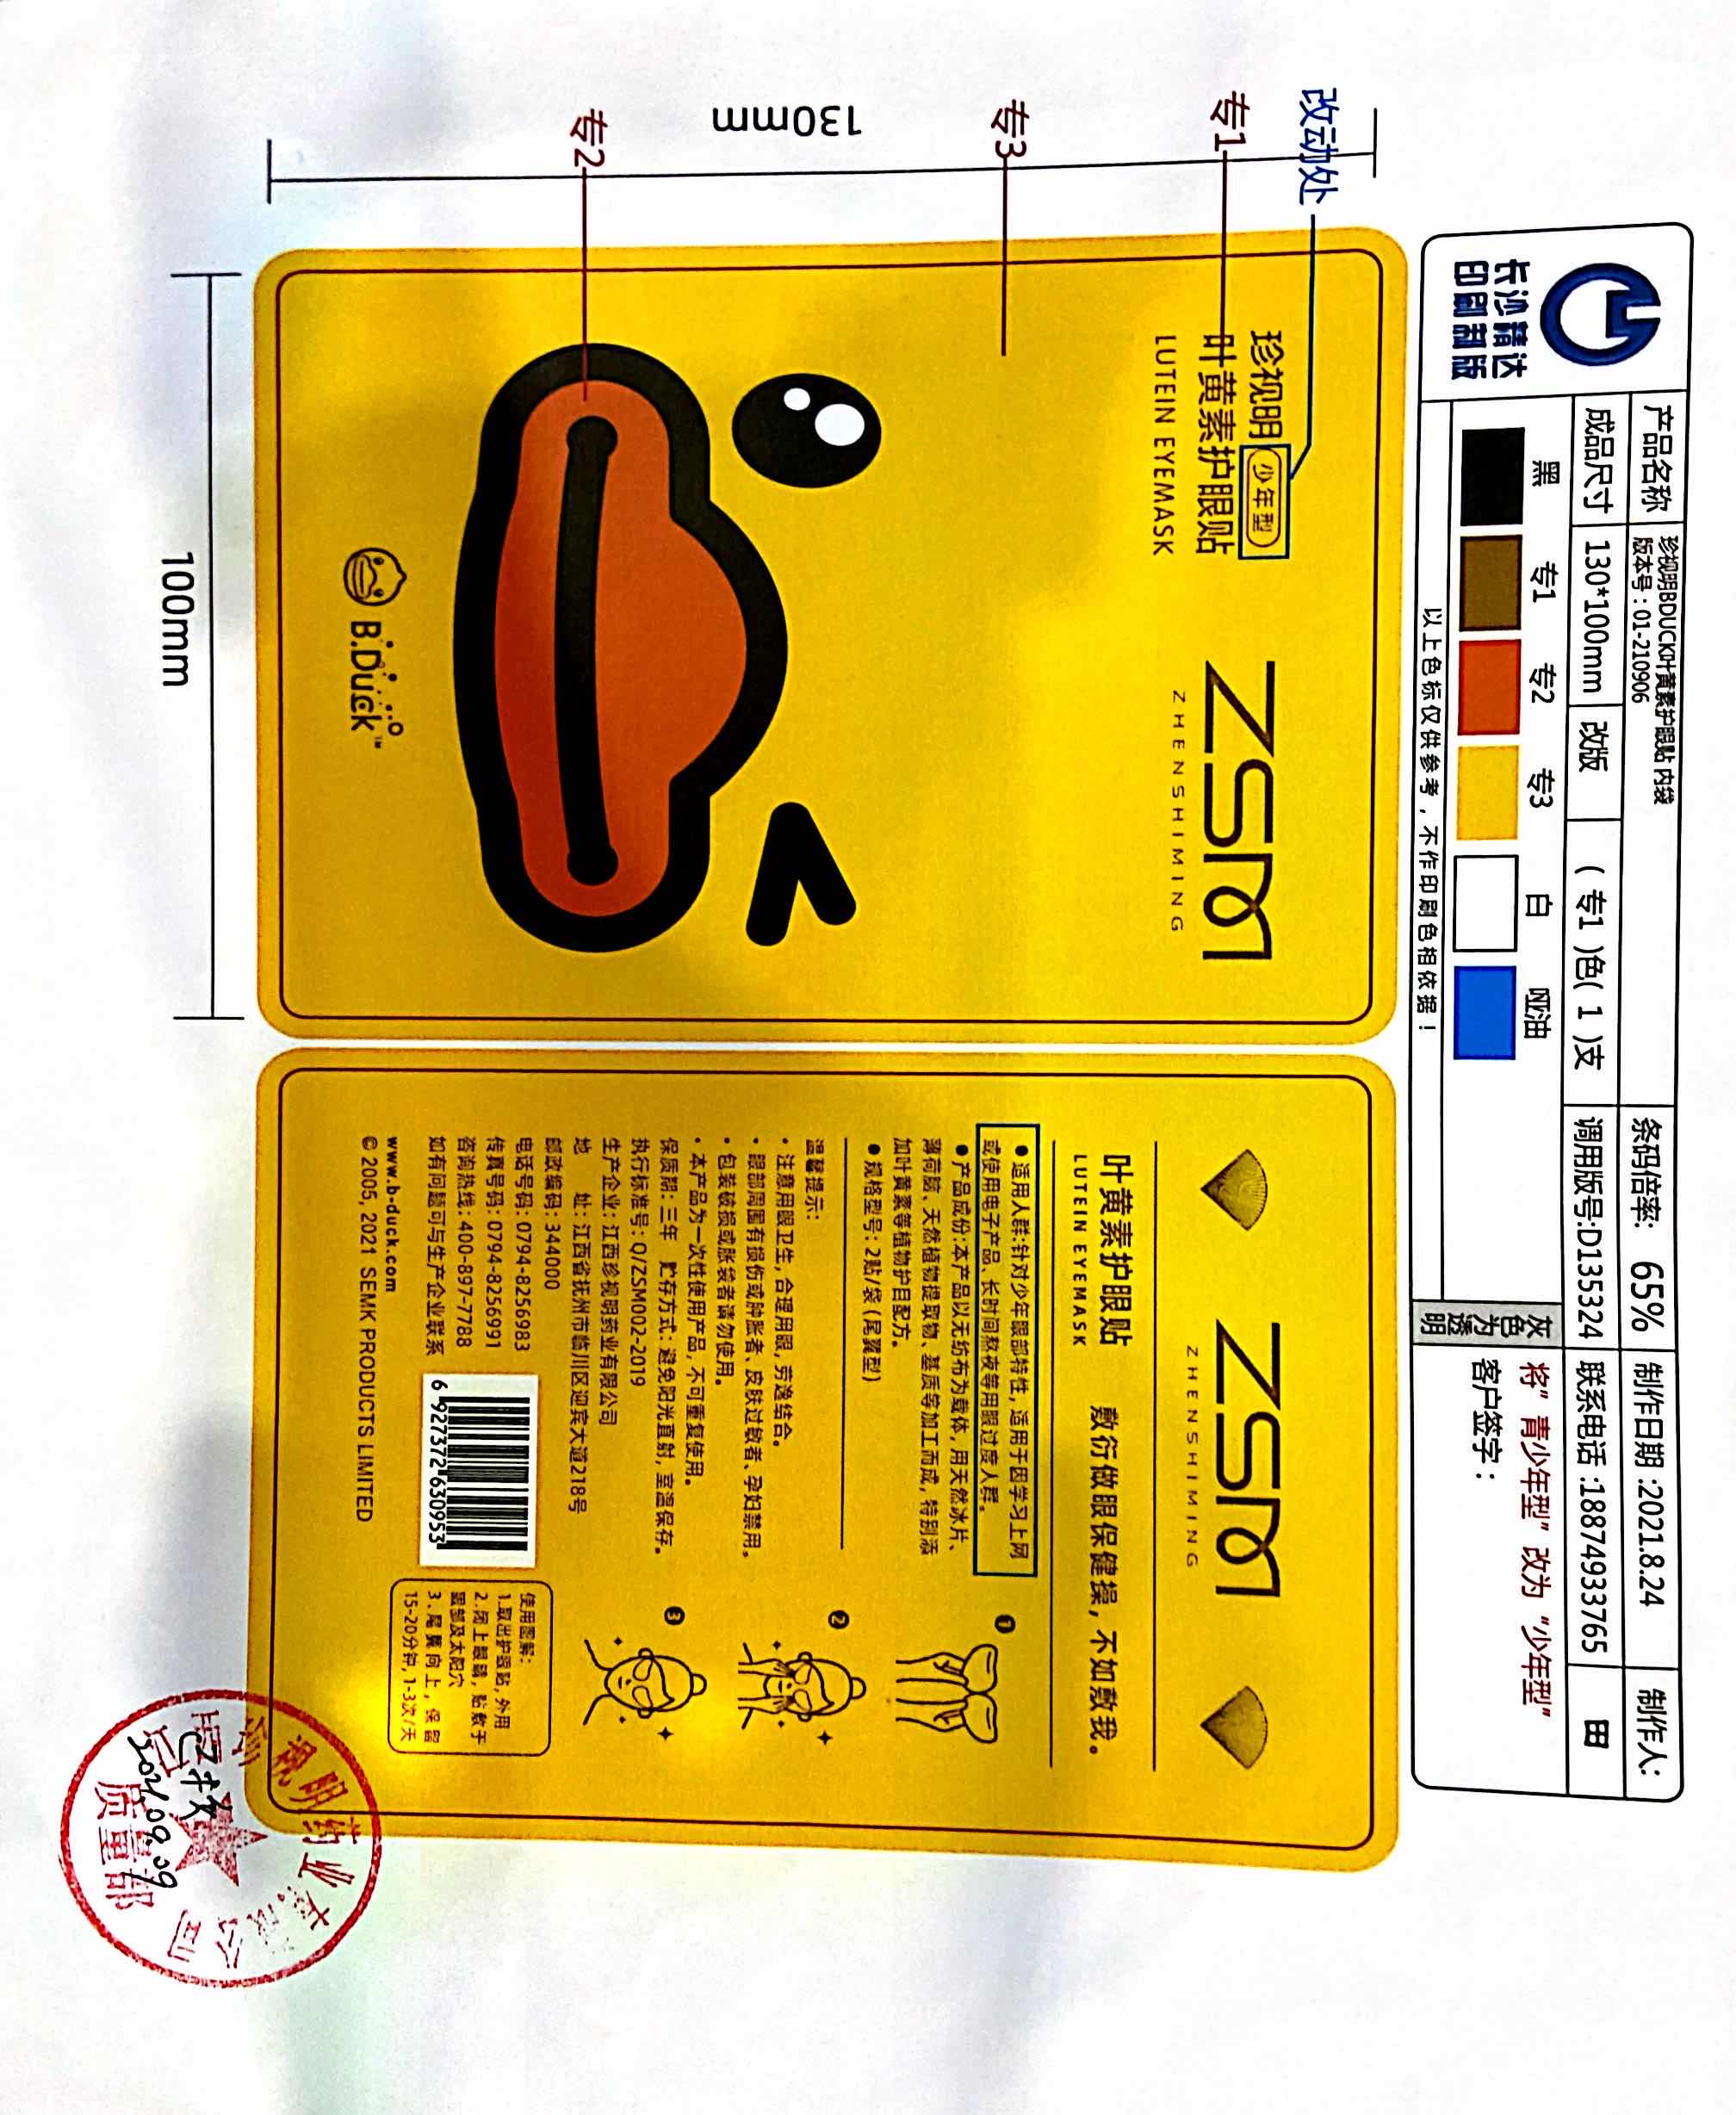 长沙精达
印刷制版
产品名称
珍视明BDUCK叶黄素护眼贴 内袋
版本号：01-210906
条码倍率: 65%
制作日期:2021.8.24
制作人:
成品尺寸
130*100mm
改版
( 专1 )色( 1 )支
调用版号:D135324
联系电话:18874933765
田
黑
专1
专2
专3
白
哑油
灰色为透明
将"青少年型"改为"少年型"
客户签字：
以上色标仅供参考，不作印刷色相依据！
改动处
专1
专3
专2
130mm
100mm
珍视明
少年型
叶黄素护眼贴
LUTEIN EYEMASK
ZSM
ZHENSHIMING
B.Duck™
ZSM
ZHENSHIMING
叶黄素护眼贴
LUTEIN EYEMASK
敷衍做眼保健操，不如敷我。
●适用人群:针对少年眼部特性，适用于因学习上网
或使用电子产品、长时间熬夜等用眼过度人群。
●产品成份:本产品以无纺布为载体，用天然冰片、
薄荷脑、天然植物提取物、基质等加工而成，特别添
加叶黄素等植物护目配方。
●规格型号：2贴/袋(尾翼型)
温馨提示：
·注意用眼卫生，合理用眼，劳逸结合。
·眼部周围有损伤或肿胀者、皮肤过敏者、孕妇禁用。
·包装破损或胀袋者请勿使用。
·本产品为一次性使用产品，不可重复使用。
保质期：三年 贮存方式：避免阳光直射，室温保存。
执行标准号：Q/ZSM002-2019
生产企业：江西珍视明药业有限公司
地 址：江西省抚州市临川区迎宾大道218号
邮政编码：344000
电话号码：0794-8256983
传真号码：0794-8256991
咨询热线：400-897-7788
如有问题可与生产企业联系
www.b-duck.com
© 2005, 2021 SEMK PRODUCTS LIMITED
6 927372 630953
1
2
3
使用图解：
1.取出护眼贴，外用
2.闭上眼睛，贴敷于
眼部及太阳穴
3.尾翼向上，保留
15-20分钟，1-3次/天
视明药业有限公司
质量部
2021.09.09